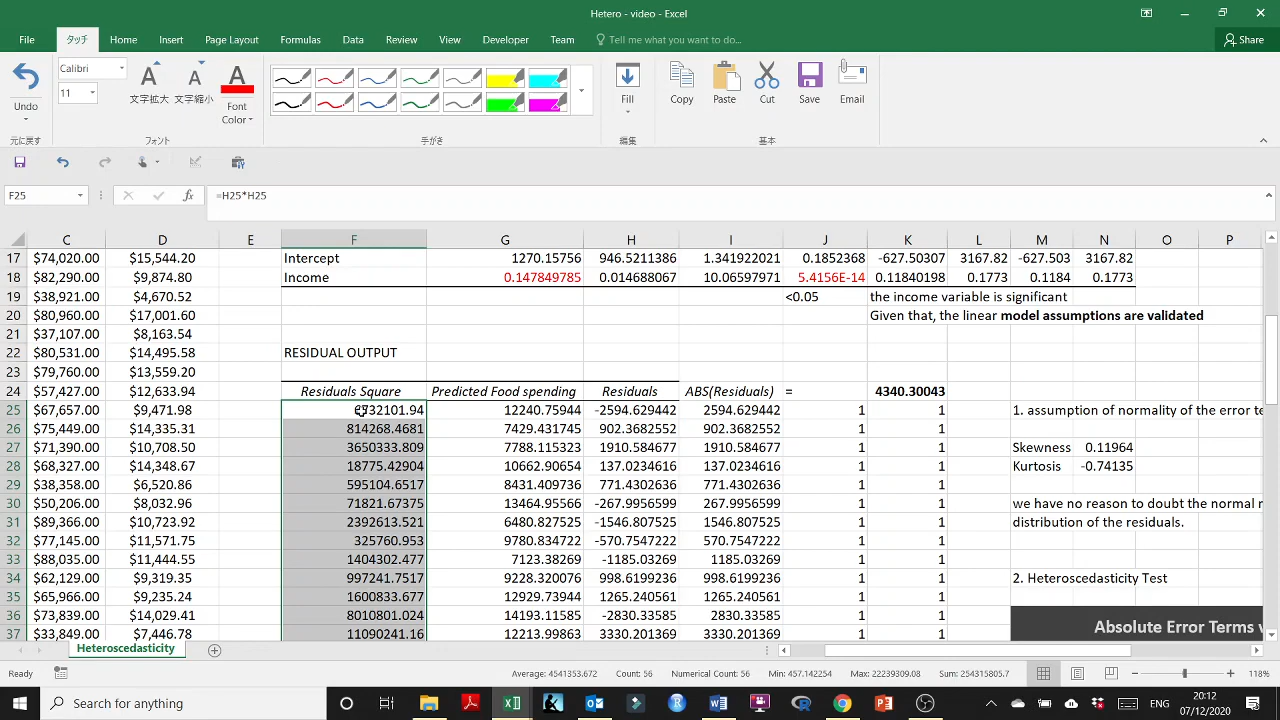 Hetero - video - Excel
File タッチ Home Insert Page Layout Formulas Data Review View Developer Team Tell me what you want to do... Share
Undo Calibri 11 文字拡大 文字縮小 Font Color Fill Copy Paste Cut Save Email
元に戻す フォント 手がき 編集 基本
F25 fx =H25*H25
C D E F G H I J K L M N O P
17 $74,020.00 $15,544.20 Intercept 1270.15756 946.5211386 1.341922021 0.1852368 -627.50307 3167.82 -627.503 3167.82
18 $82,290.00 $9,874.80 Income 0.147849785 0.014688067 10.06597141 5.4156E-14 0.11840198 0.1773 0.1184 0.1773
19 $38,921.00 $4,670.52 <0.05 the income variable is significant
20 $80,960.00 $17,001.60 Given that, the linear model assumptions are validated
21 $37,107.00 $8,163.54
22 $80,531.00 $14,495.58 RESIDUAL OUTPUT
23 $79,760.00 $13,559.20
24 $57,427.00 $12,633.94 Residuals Square Predicted Food spending Residuals ABS(Residuals) = 4340.30043
25 $67,657.00 $9,471.98 12240.75944 -2594.629442 2594.629442 1 1 1. assumption of normality of the error te
26 $75,449.00 $14,335.31 814268.4681 7429.431745 902.3682552 902.3682552 1 1
27 $71,390.00 $10,708.50 3650333.809 7788.115323 1910.584677 1910.584677 1 1 Skewness 0.11964
28 $68,327.00 $14,348.67 18775.42904 10662.90654 137.0234616 137.0234616 1 1 Kurtosis -0.74135
29 $38,358.00 $6,520.86 595104.6517 8431.409736 771.4302636 771.4302636 1 1
30 $50,206.00 $8,032.96 71821.67375 13464.95566 -267.9956599 267.9956599 1 1 we have no reason to doubt the normal
31 $89,366.00 $10,723.92 2392613.521 6480.827525 -1546.807525 1546.807525 1 1 distribution of the residuals.
32 $77,145.00 $11,571.75 325760.953 9780.834722 -570.7547222 570.7547222 1 1
33 $88,035.00 $11,444.55 1404302.477 7123.38269 -1185.03269 1185.03269 1 1
34 $62,129.00 $9,319.35 997241.7517 9228.320076 998.6199236 998.6199236 1 1 2. Heteroscedasticity Test
35 $65,966.00 $9,235.24 1600833.677 12929.73944 1265.240561 1265.240561 1 1
36 $73,839.00 $14,029.41 8010801.024 14193.11585 -2830.33585 2830.33585 1 1
37 $33,849.00 $7,446.78 11090241.16 12213.99863 3330.201369 3330.201369 1 1 Absolute Error Terms v
Heteroscedasticity
Ready Average: 4541353.672 Count: 56 Numerical Count: 56 Min: 457.142254 Max: 22239309.08 Sum: 254315805.7 118%
Search for anything ENG 20:12
07/12/2020